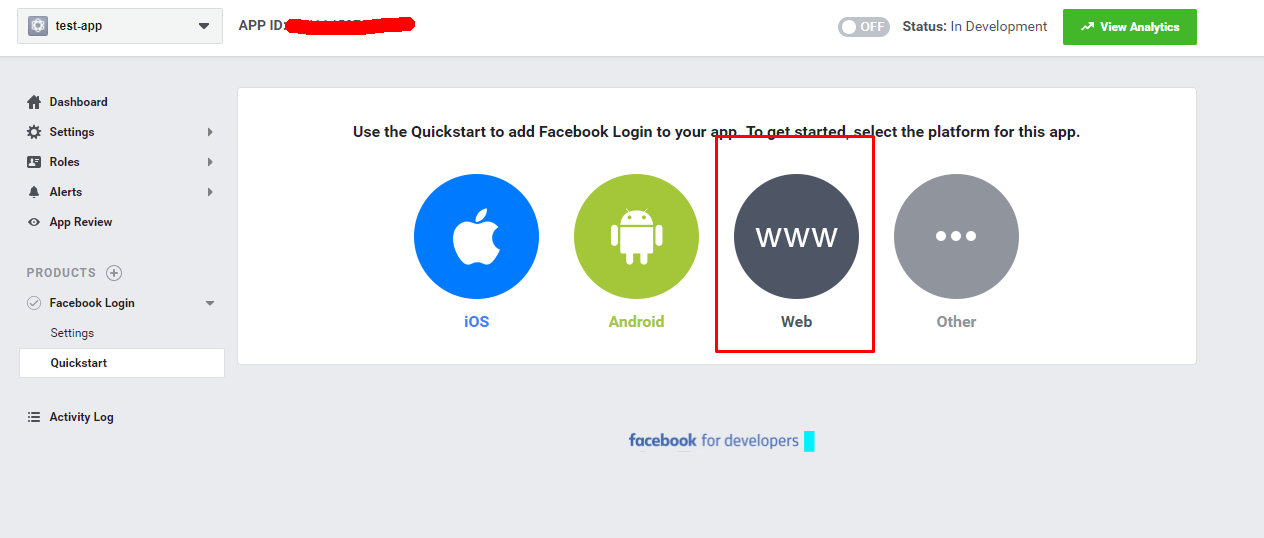 test-app
APP ID:
OFF
Status: In Development
View Analytics
Dashboard
Settings
Roles
Alerts
App Review
PRODUCTS
Facebook Login
Settings
Quickstart
Activity Log
Use the Quickstart to add Facebook Login to your app. To get started, select the platform for this app.
www
iOS
Android
Web
Other
facebook for developers